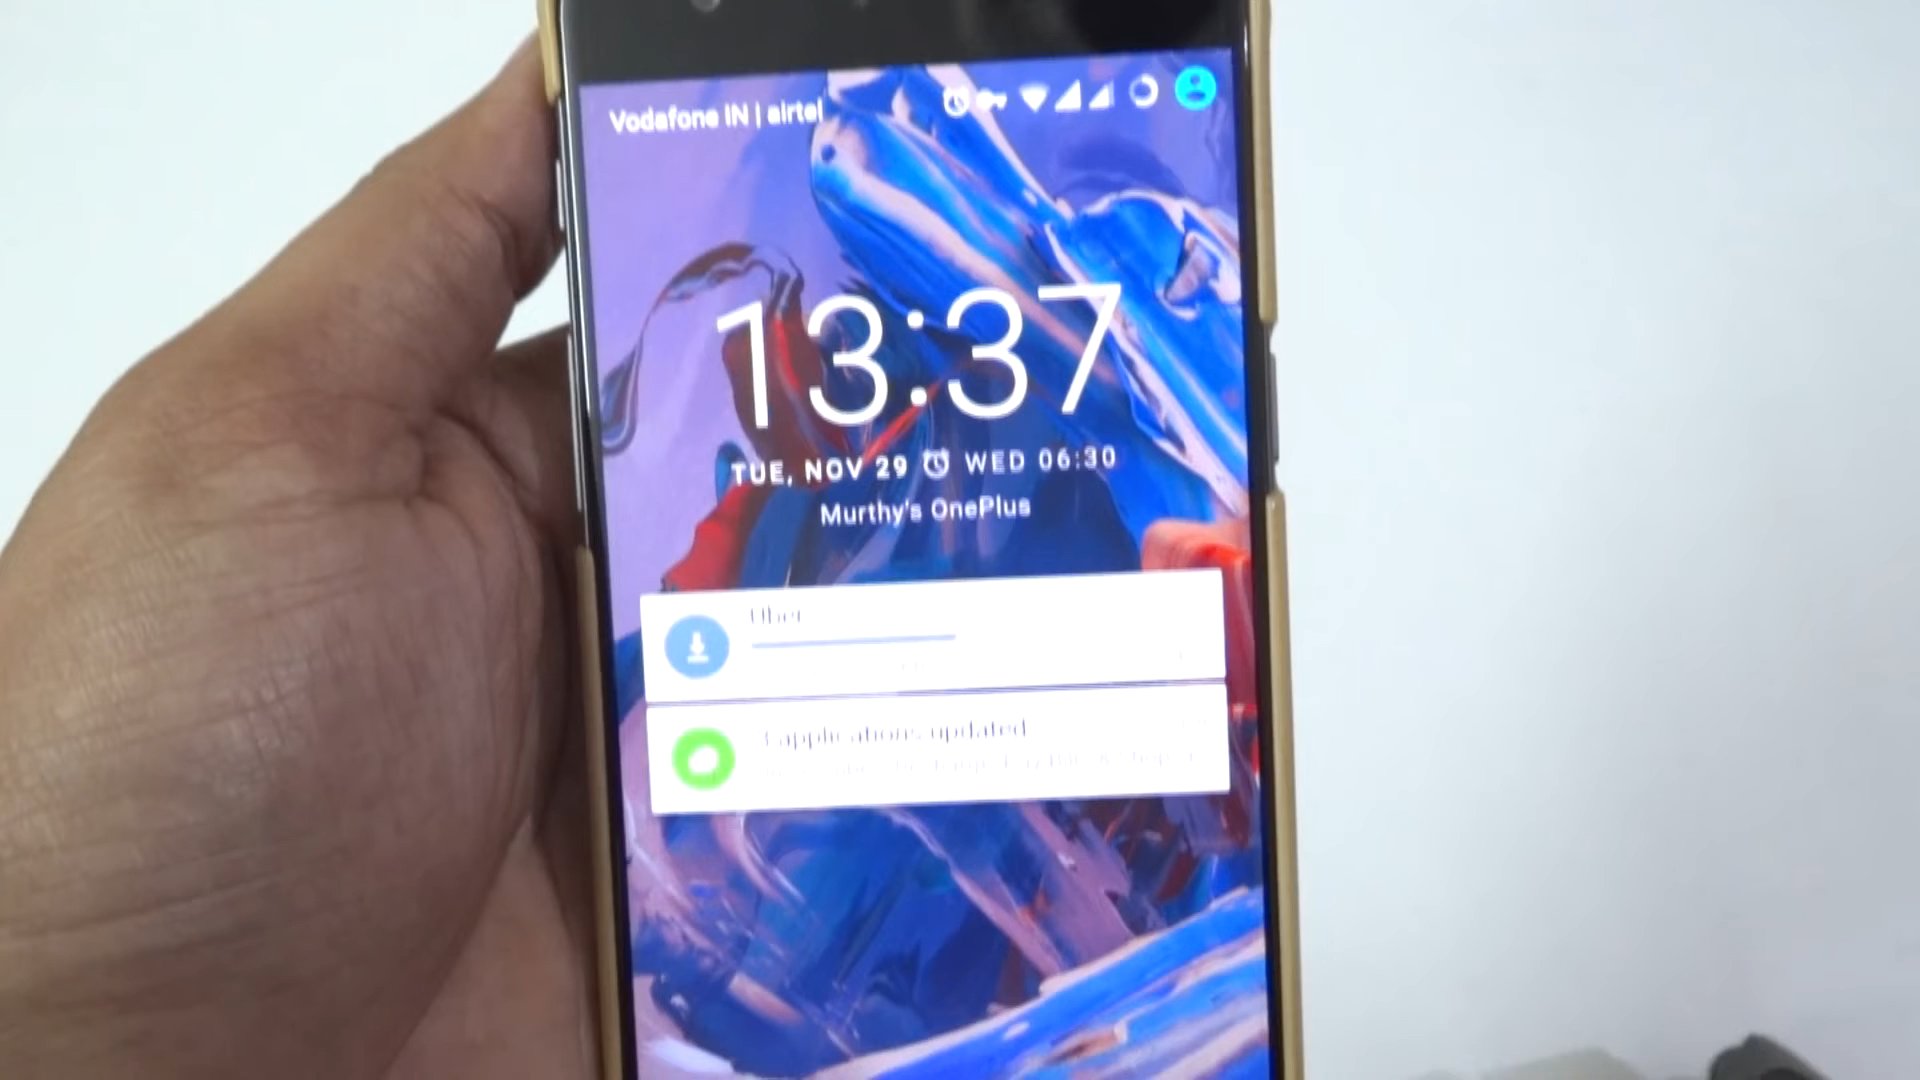 Vodafone IN | airtel
13:37
TUE, NOV 29 WED 06:30
Murthy's OnePlus
Uber
applications updated